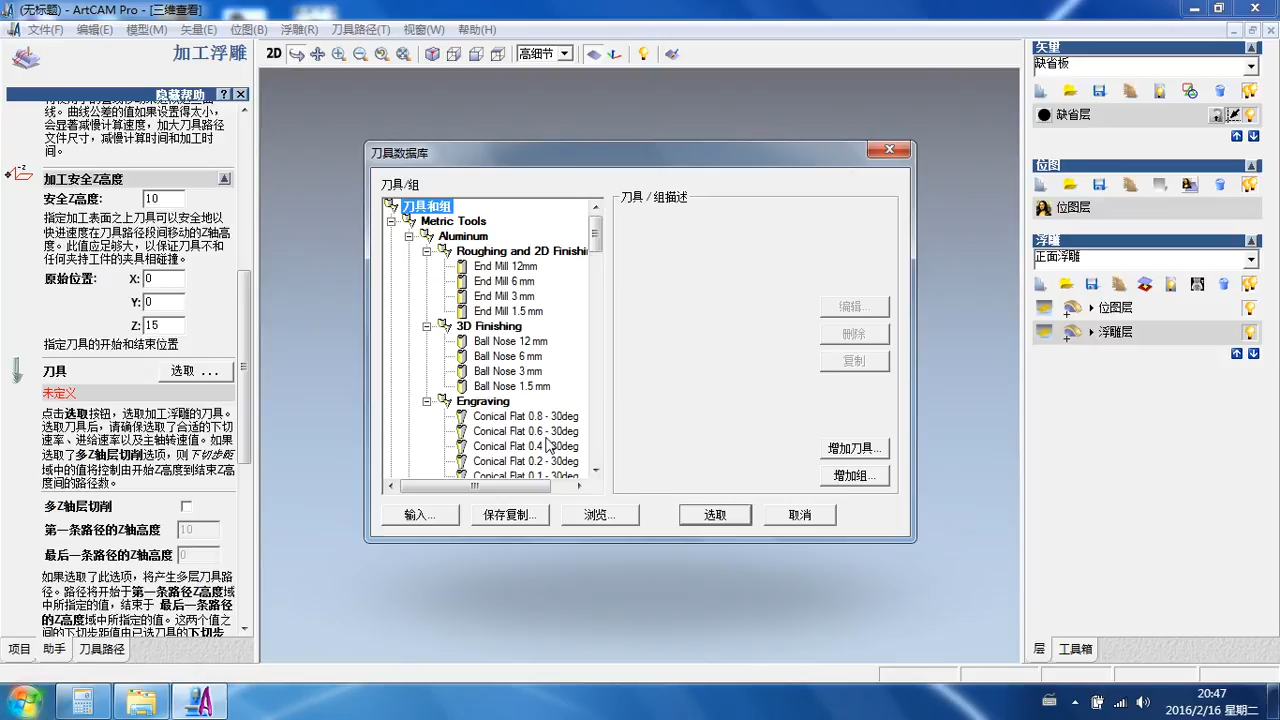 (无标题) - ArtCAM Pro - [三维查看]
文件(F) 编辑(E) 模型(M) 矢量(E) 位图(B) 浮雕(R) 刀具路径(T) 视窗(W) 帮助(H)
加工浮雕
隐藏帮助 ? ×
线。曲线公差的值如果设置得太小，
会显著减慢计算速度，加大刀具路径
文件尺寸，减慢计算时间和加工时
间。
加工安全Z高度
安全Z高度: 10
指定加工表面之上刀具可以安全地以
快进速度在刀具路径段间移动的Z轴高
度。此值应足够大，以保证刀具不和
任何夹持工件的夹具相碰撞。
原始位置: X: 0
Y: 0
Z: 15
指定刀具的开始和结束位置
刀具 选取 ...
未定义
点击选取按钮，选取加工浮雕的刀具。
选取刀具后，请确保选取了合适的下切
速率、进给速率以及主轴转速值。如果
选取了多Z轴层切削选项，则下切步距
域中的值将控制由开始Z高度到结束Z高
度间的路径数。
多Z轴层切削
第一条路径的Z轴高度 10
最后一条路径的Z轴高度 0
如果选取了此选项，将产生多层刀具路
径。路径将开始于第一条路径Z高度域
中所指定的值，结束于 最后一条路径
的Z高度域中所指定的值。这两个值之
间的下切步距值由已选刀具的下切步
项目 助手 刀具路径
2D 高细节
刀具数据库
刀具/组
刀具和组
Metric Tools
Aluminum
Roughing and 2D Finishi
End Mill 12mm
End Mill 6 mm
End Mill 3 mm
End Mill 1.5 mm
3D Finishing
Ball Nose 12 mm
Ball Nose 6 mm
Ball Nose 3 mm
Ball Nose 1.5 mm
Engraving
Conical Flat 0.8 - 30deg
Conical Flat 0.6 - 30deg
Conical Flat 0.4 - 30deg
Conical Flat 0.2 - 30deg
Conical Flat 0.1 - 30deg
刀具 / 组描述
编辑...
删除
复制
增加刀具...
增加组...
输入... 保存复制... 浏览... 选取 取消
矢量
缺省板
缺省层
位图
位图层
浮雕
正面浮雕
位图层
浮雕层
层 工具箱
20:47
2016/2/16 星期二